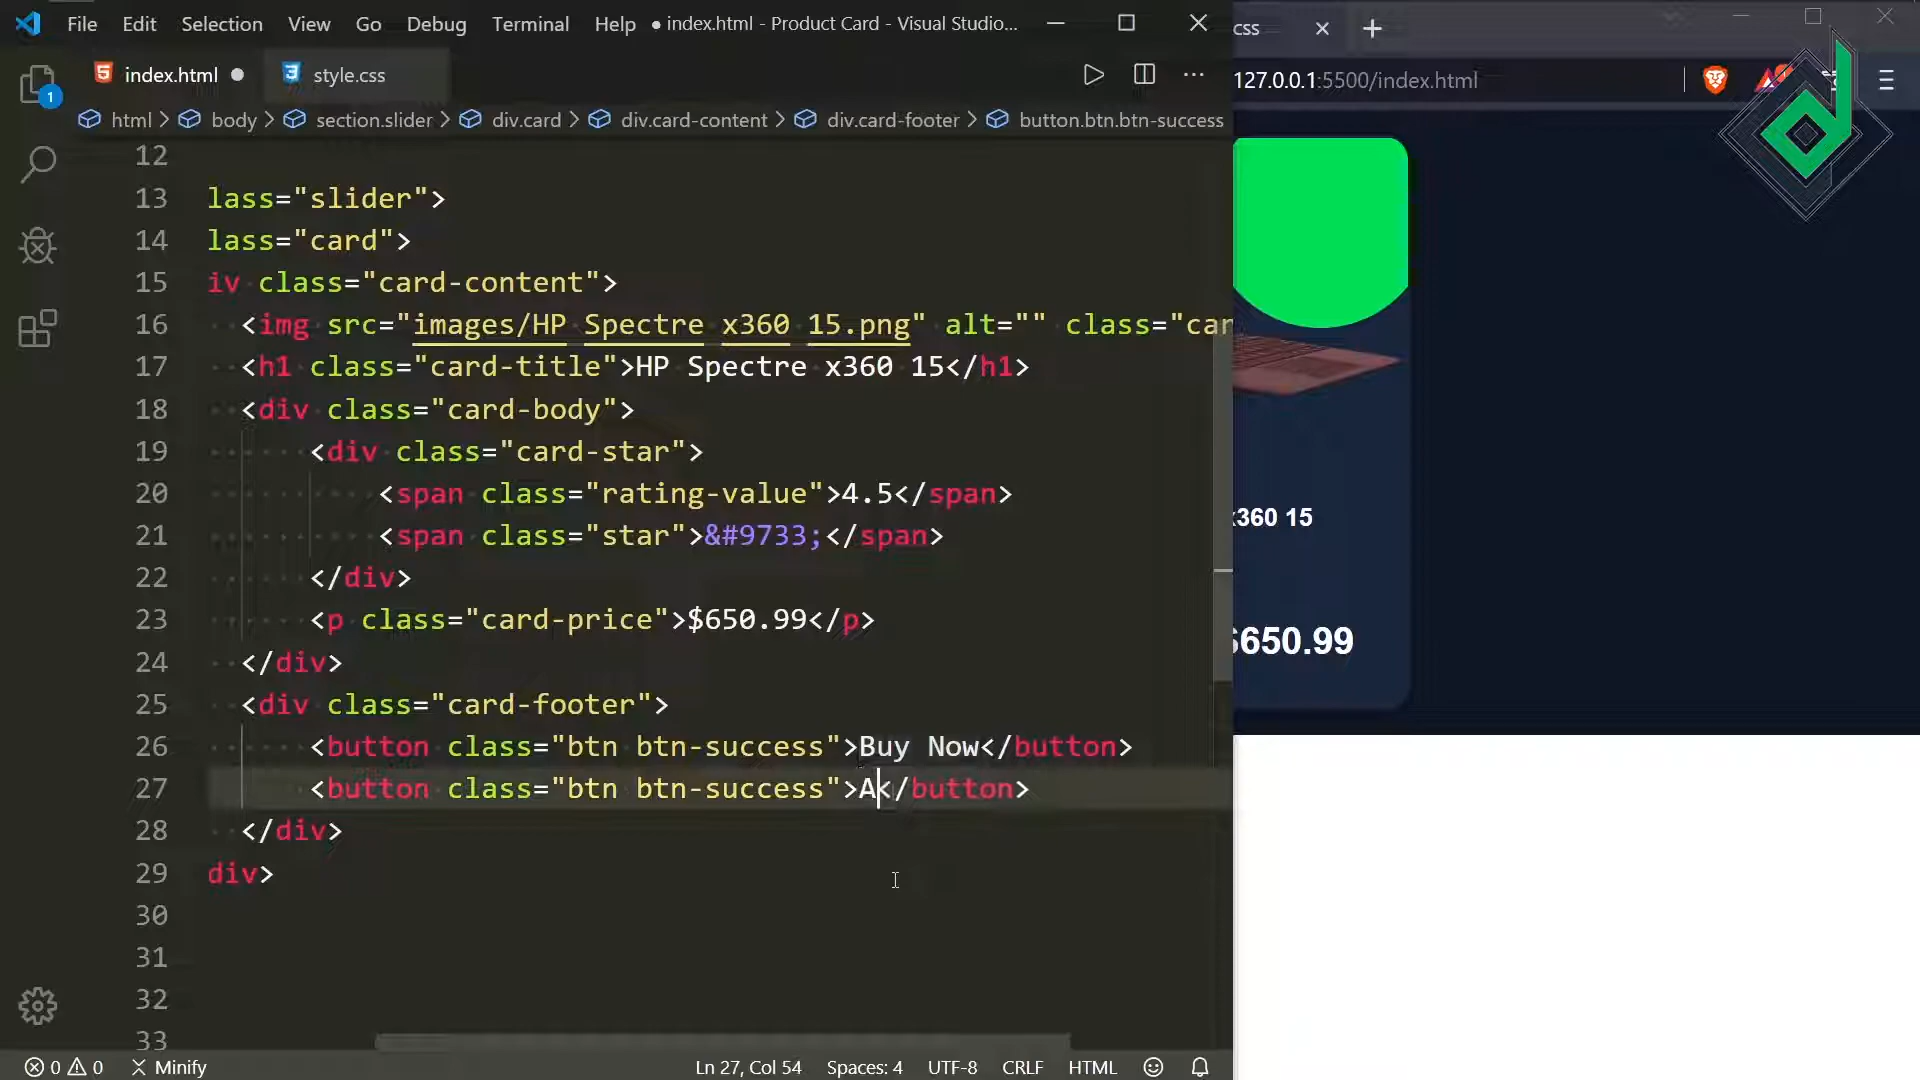 File Edit Selection View Go Debug Terminal Help ● index.html - Product Card - Visual Studio...
index.html ● style.css
html > body > section.slider > div.card > div.card-content > div.card-footer > button.btn.btn-success
1
12
13 lass="slider">
14 lass="card">
15 iv class="card-content">
16 <img src="images/HP Spectre x360 15.png" alt="" class="car
17 <h1 class="card-title">HP Spectre x360 15</h1>
18 <div class="card-body">
19 <div class="card-star">
20 <span class="rating-value">4.5</span>
21 <span class="star">&#9733;</span>
22 </div>
23 <p class="card-price">$650.99</p>
24 </div>
25 <div class="card-footer">
26 <button class="btn btn-success">Buy Now</button>
27 <button class="btn btn-success">A</button>
28 </div>
29 div>
30
31
32
33
0 0 Minify Ln 27, Col 54 Spaces: 4 UTF-8 CRLF HTML
css
127.0.0.1:5500/index.html
x360 15
$650.99